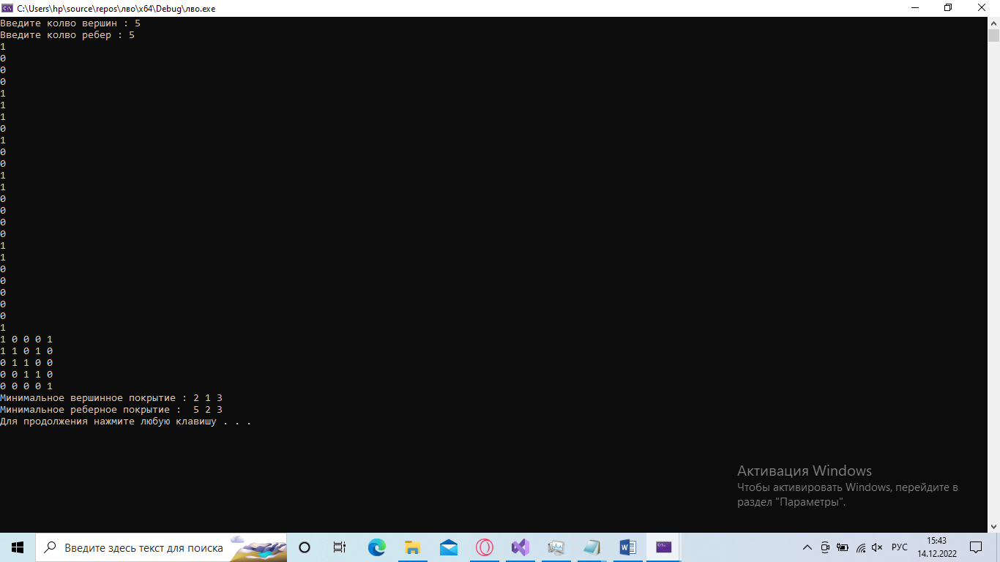 C:\Users\hp\source\repos\лво\x64\Debug\лво.exe
Введите колво вершин : 5
Введите колво ребер : 5
1
0
0
0
1
1
1
0
1
0
0
1
1
0
0
0
0
1
1
0
0
0
0
0
1
1 0 0 0 1
1 1 0 1 0
0 1 1 0 0
0 0 1 1 0
0 0 0 0 1
Минимальное вершинное покрытие : 2 1 3
Минимальное реберное покрытие :  5 2 3
Для продолжения нажмите любую клавишу . . .
Активация Windows
Чтобы активировать Windows, перейдите в
раздел "Параметры".
Введите здесь текст для поиска
РУС
15:43
14.12.2022